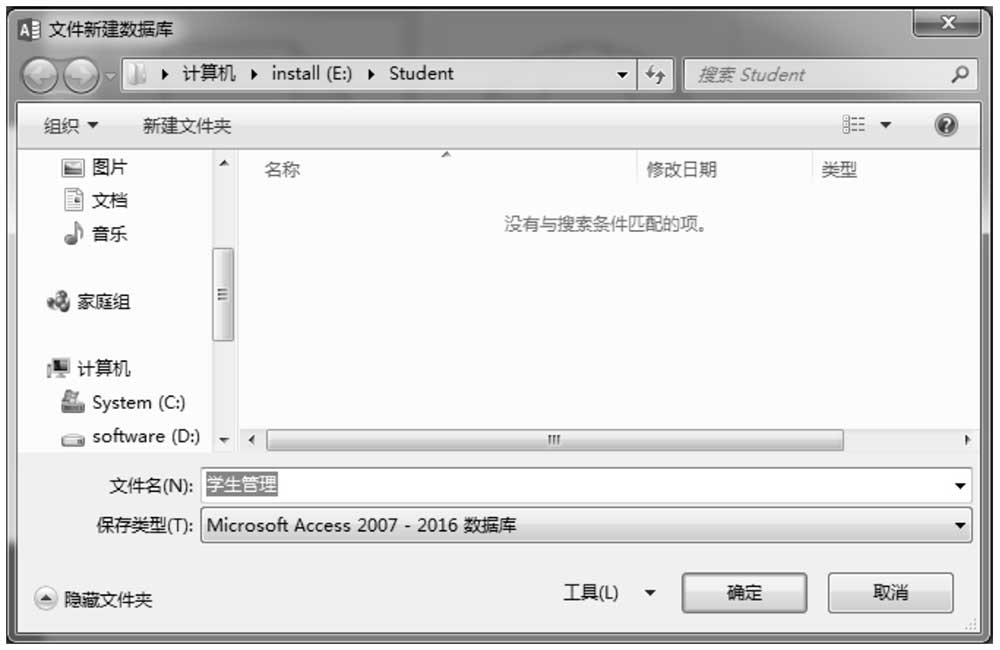 文件新建数据库
计算机 install (E:) Student 搜索 Student
组织 新建文件夹
图片
文档
音乐
家庭组
计算机
System (C:)
software (D:)
名称 修改日期 类型
没有与搜索条件匹配的项。
文件名(N): 学生管理
保存类型(T): Microsoft Access 2007 - 2016 数据库
隐藏文件夹 工具(L) 确定 取消